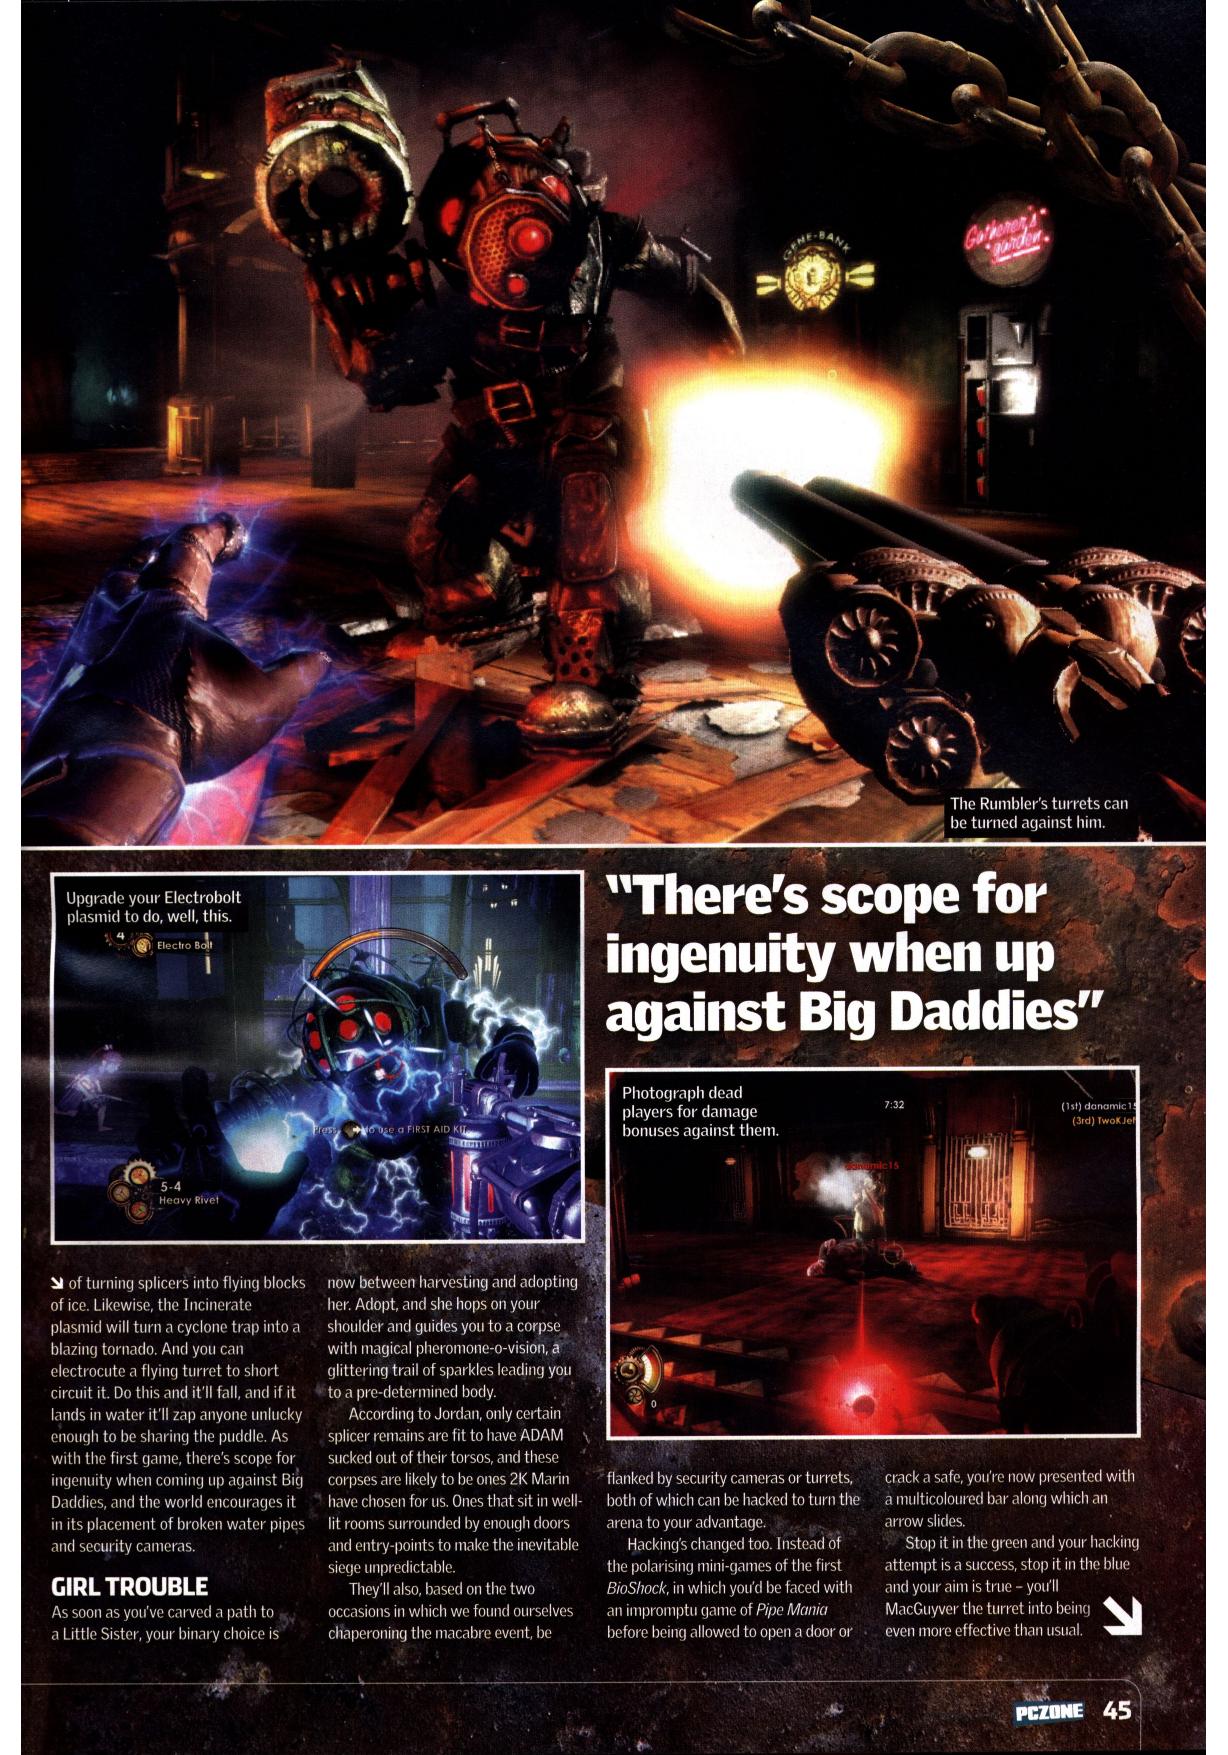 GENE-BANK
Gatherer's
garden
The Rumbler's turrets can
be turned against him.
Upgrade your Electrobolt
plasmid to do, well, this.
4
Electro Bolt
Press to use a FIRST AID KIT
5-4
Heavy Rivet
"There's scope for
ingenuity when up
against Big Daddies"
Photograph dead
players for damage
bonuses against them.
7:32
(1st) danamic15
(3rd) TwoKJef
danamic15
0
of turning splicers into flying blocks
of ice. Likewise, the Incinerate
plasmid will turn a cyclone trap into a
blazing tornado. And you can
electrocute a flying turret to short
circuit it. Do this and it'll fall, and if it
lands in water it'll zap anyone unlucky
enough to be sharing the puddle. As
with the first game, there's scope for
ingenuity when coming up against Big
Daddies, and the world encourages it
in its placement of broken water pipes
and security cameras.
GIRL TROUBLE
As soon as you've carved a path to
a Little Sister, your binary choice is
now between harvesting and adopting
her. Adopt, and she hops on your
shoulder and guides you to a corpse
with magical pheromone-o-vision, a
glittering trail of sparkles leading you
to a pre-determined body.
According to Jordan, only certain
splicer remains are fit to have ADAM
sucked out of their torsos, and these
corpses are likely to be ones 2K Marin
have chosen for us. Ones that sit in well-
lit rooms surrounded by enough doors
and entry-points to make the inevitable
siege unpredictable.
They'll also, based on the two
occasions in which we found ourselves
chaperoning the macabre event, be
flanked by security cameras or turrets,
both of which can be hacked to turn the
arena to your advantage.
Hacking's changed too. Instead of
the polarising mini-games of the first
BioShock, in which you'd be faced with
an impromptu game of Pipe Mania
before being allowed to open a door or
crack a safe, you're now presented with
a multicoloured bar along which an
arrow slides.
Stop it in the green and your hacking
attempt is a success, stop it in the blue
and your aim is true – you'll
MacGuyver the turret into being
even more effective than usual.
PCZONE 45